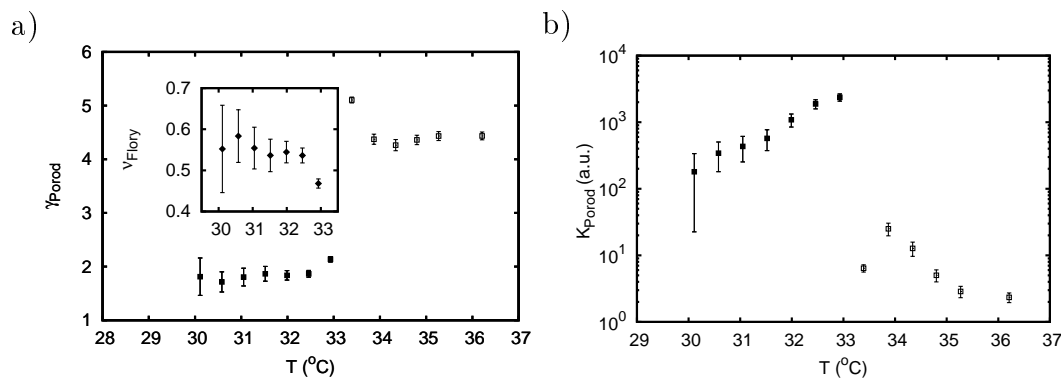 a)
γPorod
6
5
4
3
2
1
28 29 30 31 32 33 34 35 36 37
T (°C)
νFlory
0.7
0.6
0.5
0.4
30 31 32 33
b)
KPorod (a.u.)
10^4
10^3
10^2
10^1
10^0
29 30 31 32 33 34 35 36 37
T (°C)